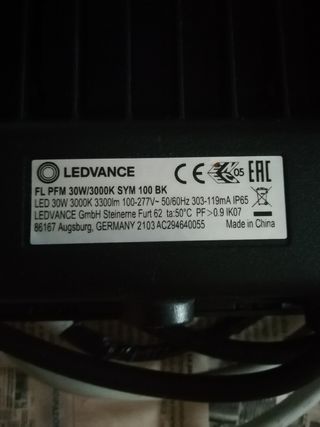 LEDVANCE
CE 05 EAC
FL PFM 30W/3000K SYM 100 BK
LED 30W 3000K 3300lm 100-277V~ 50/60Hz 303-119mA IP65
LEDVANCE GmbH Steinerne Furt 62 ta:50°C PF>0.9 IK07
86167 Augsburg, GERMANY 2103 AC294640055 Made in China